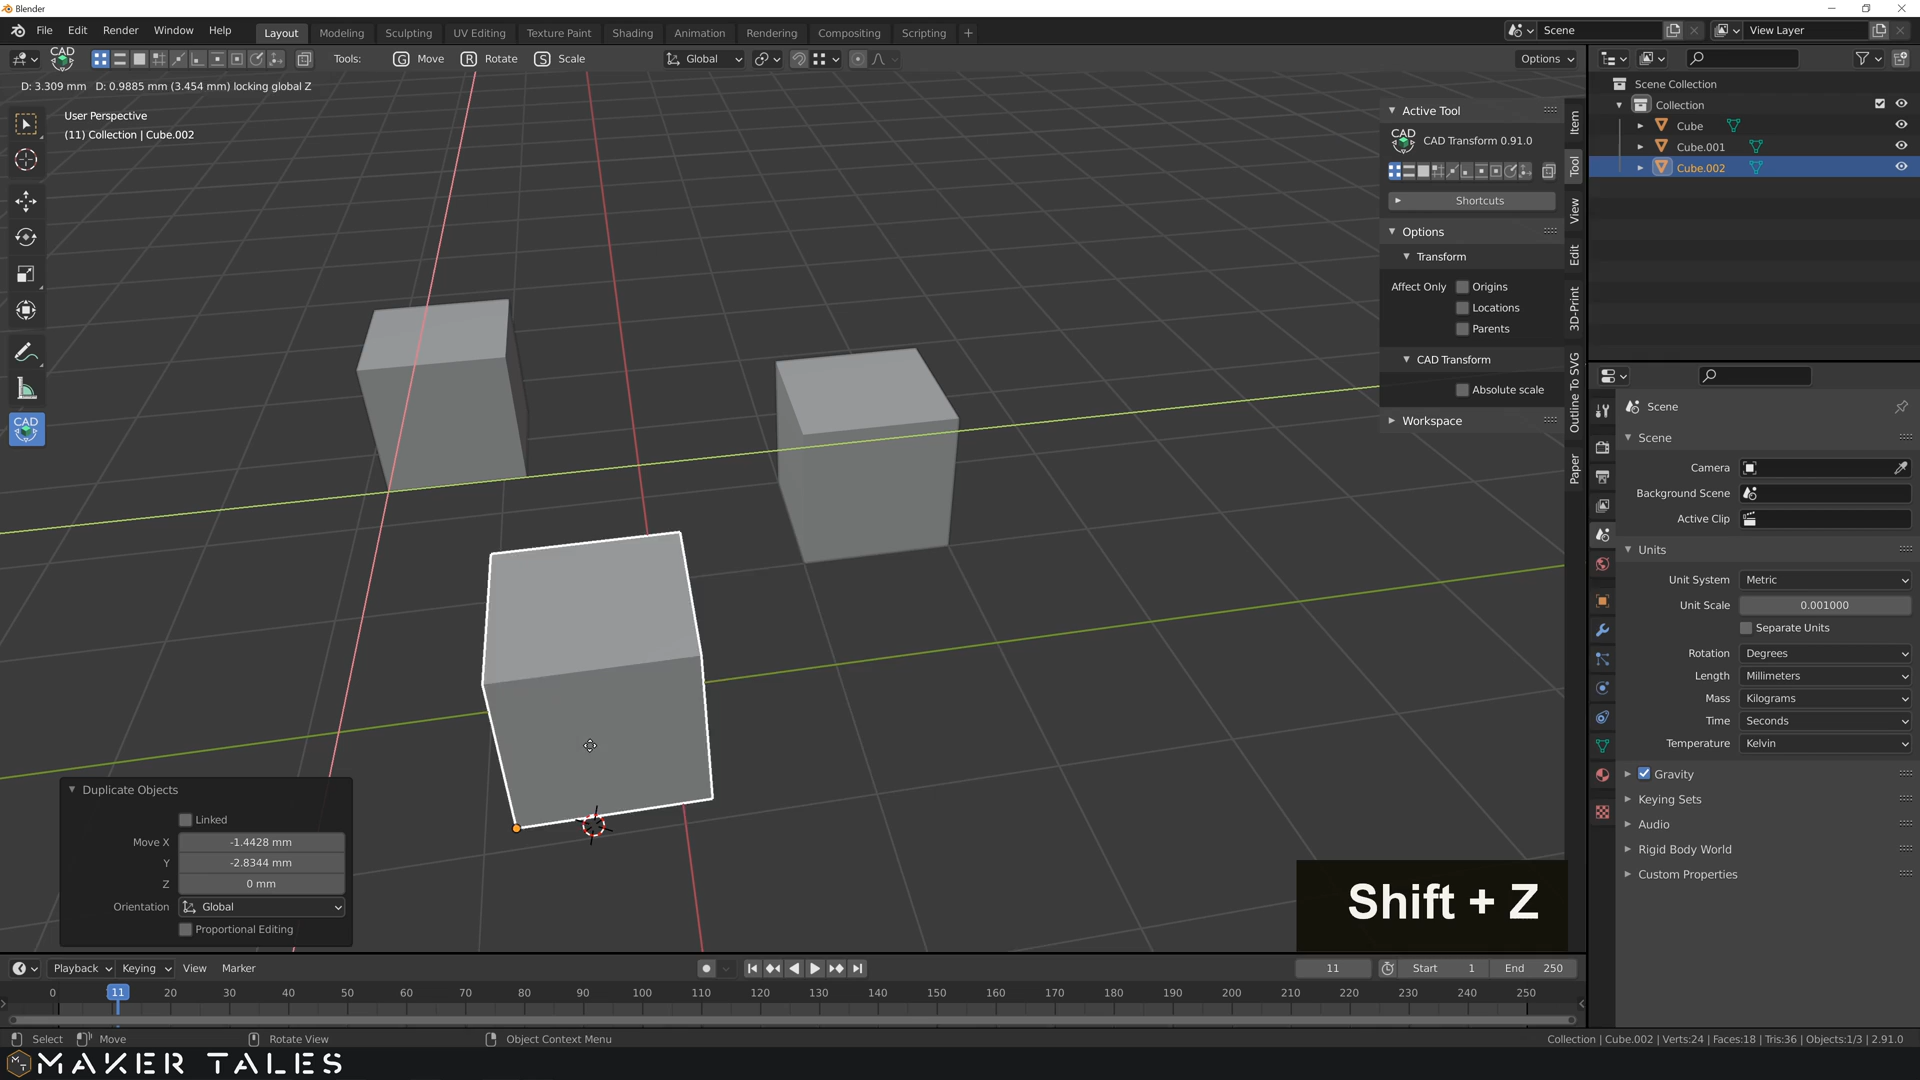 Blender
File Edit Render Window Help Layout Modeling Sculpting UV Editing Texture Paint Shading Animation Rendering Compositing Scripting + Scene View Layer
CAD Tools: G Move R Rotate S Scale Global Options
D: 3.309 mm D: 0.9885 mm (3.454 mm) locking global Z
User Perspective
(11) Collection | Cube.002
CAD
Active Tool
CAD CAD Transform 0.91.0
Shortcuts
Options
Transform
Affect Only Origins
Locations
Parents
CAD Transform
Absolute scale
Workspace
Item
Tool
View
Edit
3D-Print
Outline To SVG
Paper
Scene Collection
Collection
Cube
Cube.001
Cube.002
Scene
Scene
Camera
Background Scene
Active Clip
Units
Unit System Metric
Unit Scale 0.001000
Separate Units
Rotation Degrees
Length Millimeters
Mass Kilograms
Time Seconds
Temperature Kelvin
Gravity
Keying Sets
Audio
Rigid Body World
Custom Properties
Duplicate Objects
Linked
Move X -1.4428 mm
Y -2.8344 mm
Z 0 mm
Orientation Global
Proportional Editing
Shift + Z
Playback Keying View Marker 11 Start 1 End 250
0 11 20 30 40 50 60 70 80 90 100 110 120 130 140 150 160 170 180 190 200 210 220 230 240 250
Select Move Rotate View Object Context Menu Collection | Cube.002 | Verts:24 | Faces:18 | Tris:36 | Objects:1/3 | 2.91.0
MAKER TALES